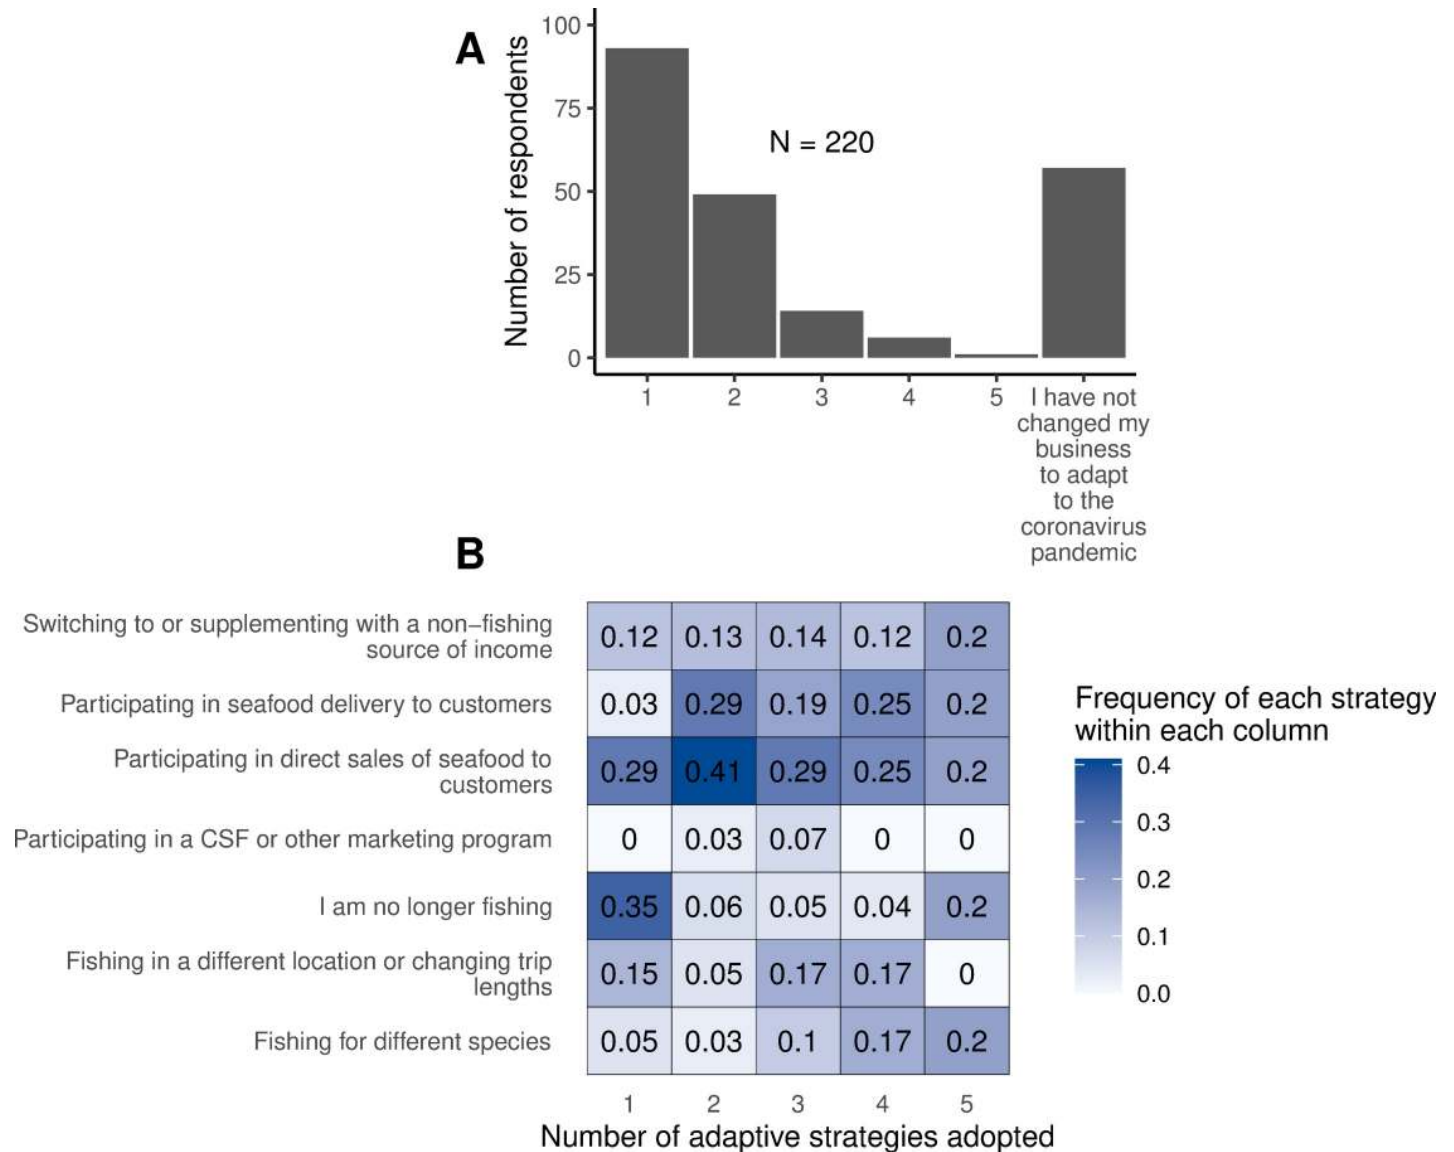 A
Number of respondents
100
75
50
25
0
N = 220
1 2 3 4 5 I have not
changed my
business
to adapt
to the
coronavirus
pandemic
B
Switching to or supplementing with a non−fishing
source of income
0.12 0.13 0.14 0.12 0.2
Participating in seafood delivery to customers
0.03 0.29 0.19 0.25 0.2
Participating in direct sales of seafood to
customers
0.29 0.41 0.29 0.25 0.2
Participating in a CSF or other marketing program
0 0.03 0.07 0 0
I am no longer fishing
0.35 0.06 0.05 0.04 0.2
Fishing in a different location or changing trip
lengths
0.15 0.05 0.17 0.17 0
Fishing for different species
0.05 0.03 0.1 0.17 0.2
1 2 3 4 5
Number of adaptive strategies adopted
Frequency of each strategy
within each column
0.4
0.3
0.2
0.1
0.0